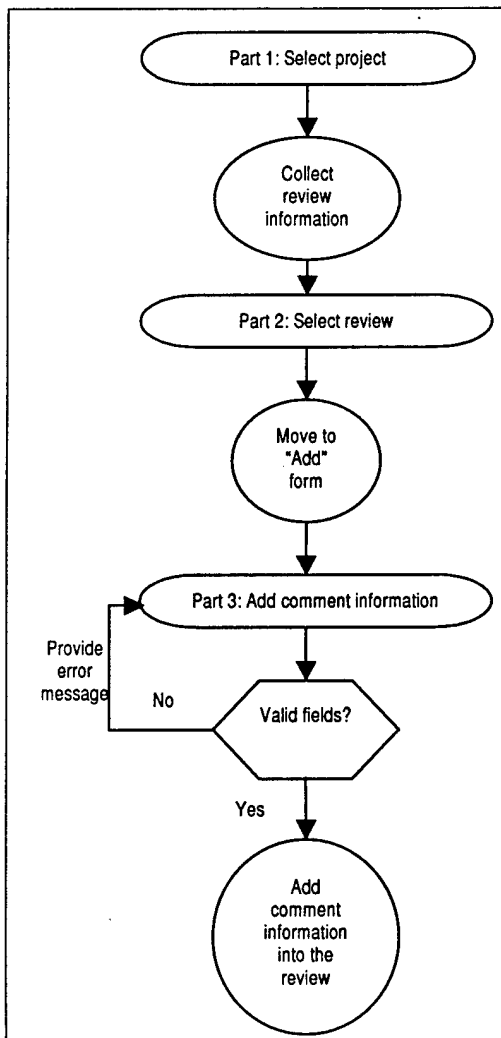 Part 1: Select project
Collect
review
information
Part 2: Select review
Move to
"Add"
form
Part 3: Add comment information
Provide
error
message
No
Valid fields?
Yes
Add
comment
information
into the
review